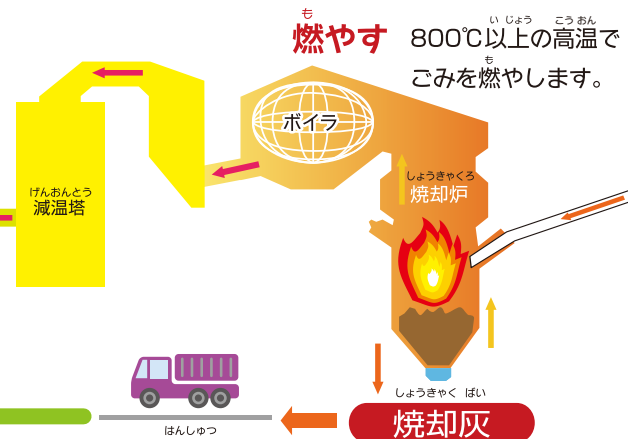 も
燃やす
い じょう こう おん
800℃以上の高温で
も
ごみを燃やします。
ボイラ
しょうきゃくろ
焼却炉
げんおんとう
減温塔
しょうきゃく ばい
焼却灰
はんしゅつ